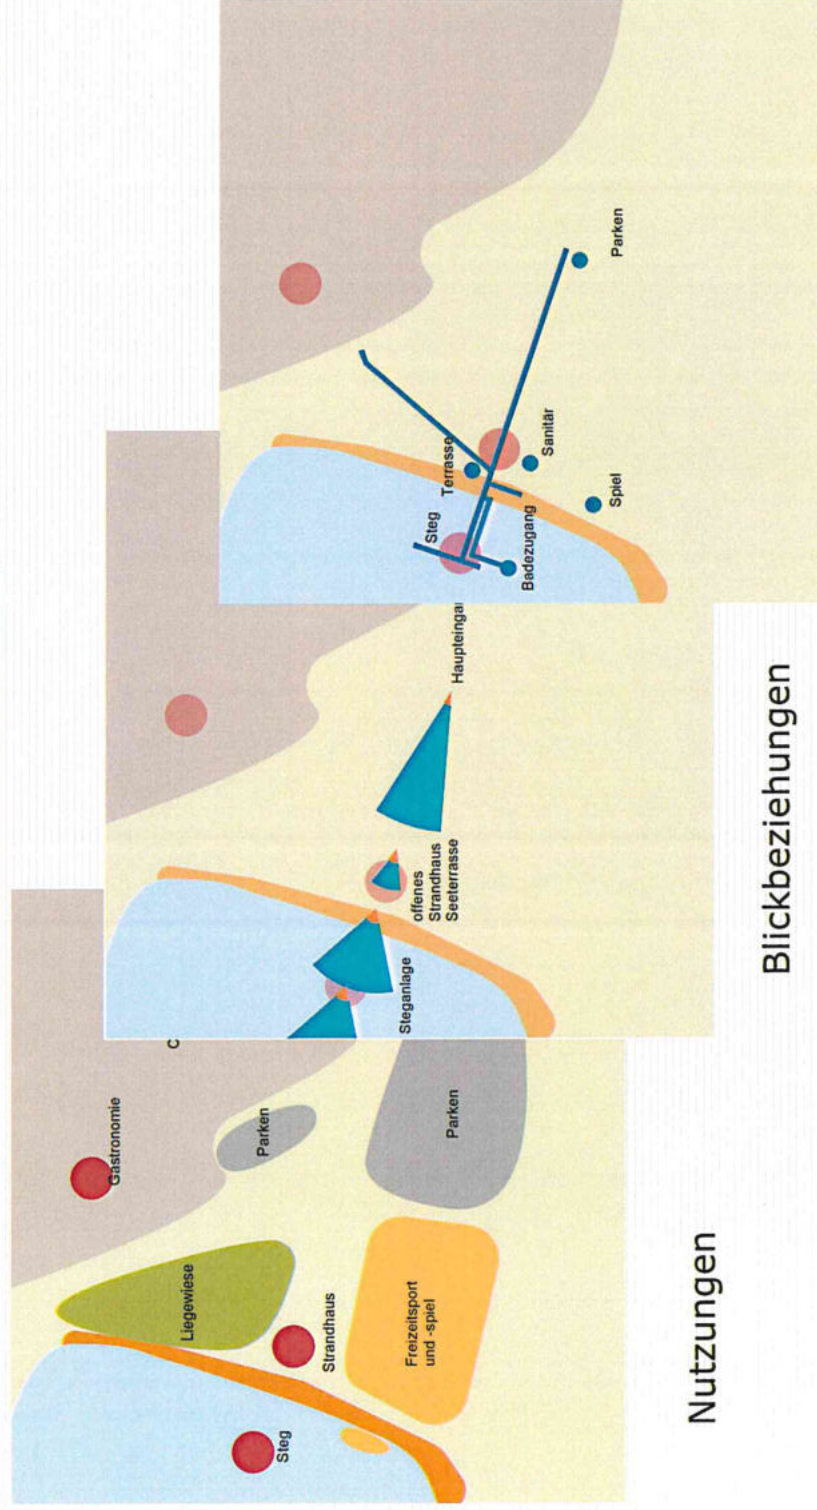 Gastronomie
C
Parken
Parken
Liegewiese
Strandhaus
Freizeitsport
und -spiel
Steg
Nutzungen
Haupteinga
offenes
Strandhaus
Seeterrasse
Steganlage
Blickbeziehungen
Parken
Sanitär
Terrasse
Spiel
Steg
Badezugang